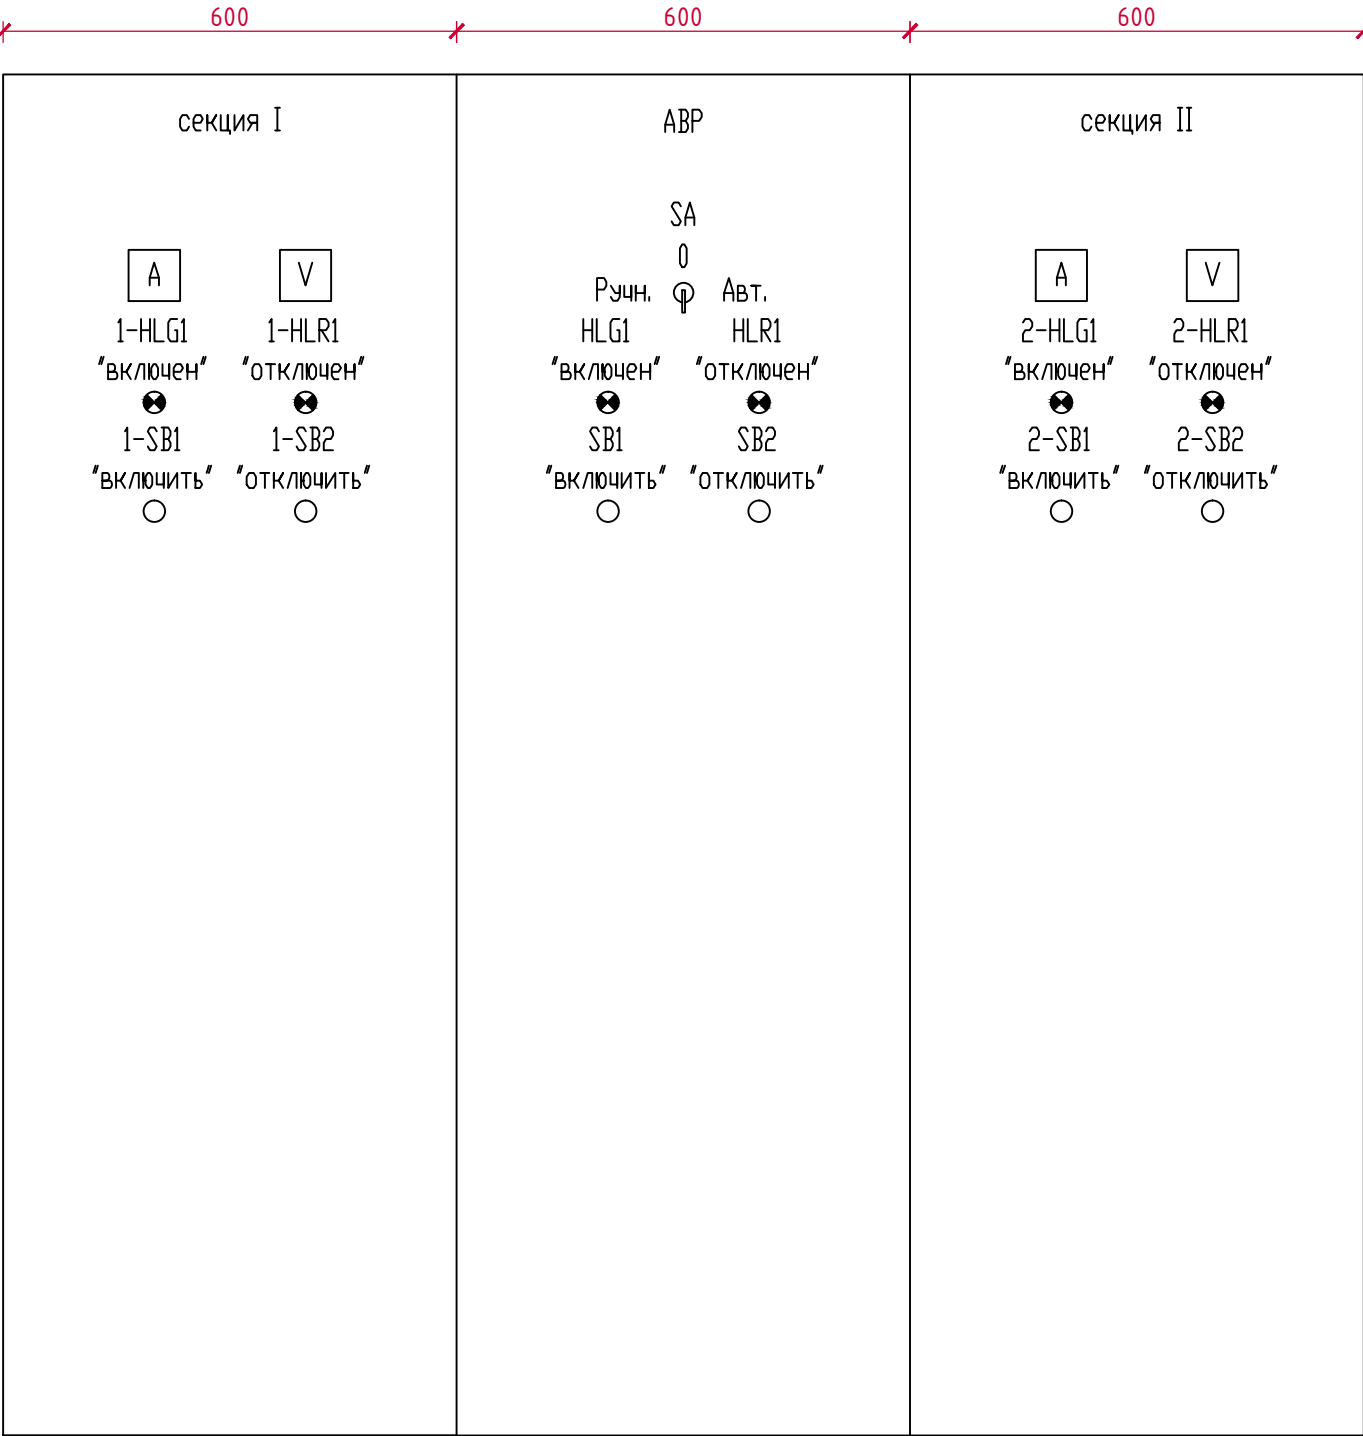 600 600 600
секция I АВР секция II
SA
0
A V A V
Ручн. Авт.
1-HLG1 1-HLR1 HLG1 HLR1 2-HLG1 2-HLR1
"включен" "отключен" "включен" "отключен" "включен" "отключен"
1-SB1 1-SB2 SB1 SB2 2-SB1 2-SB2
"включить" "отключить" "включить" "отключить" "включить" "отключить"